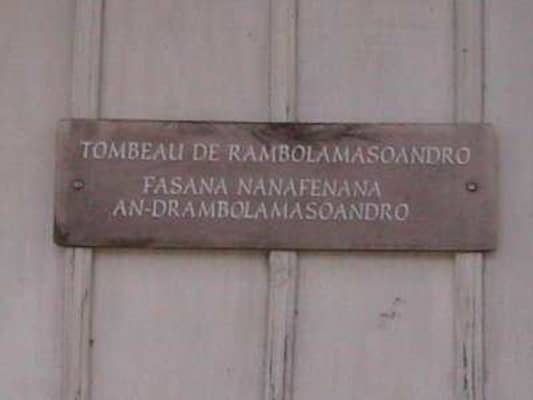 TOMBEAU DE RAMBOLAMASOANDRO
FASANA NANAFENANA
AN-DRAMBOLAMASOANDRO